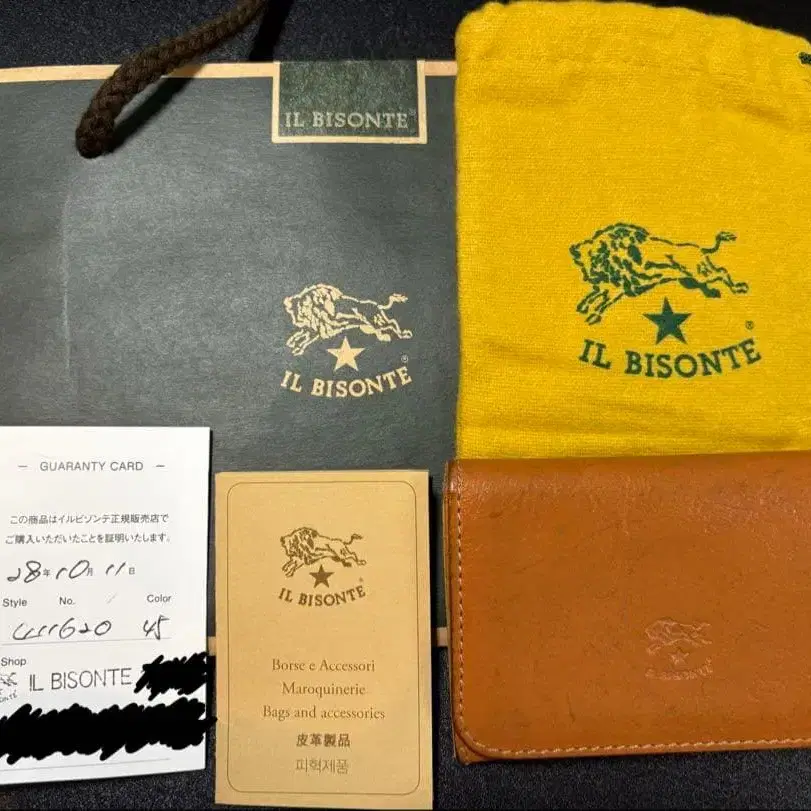 IL BISONTE
IL BISONTE®
IL BISONTE®
— GUARANTY CARD —
この商品はイルビゾンテ正規販売店で
ご購入いただいたことを証明いたします。
28年10月11日
Style No. Color
45
Shop
IL BISONTE
IL BISONTE
Borse e Accessori
Maroquinerie
Bags and accessories
皮革製品
피혁제품
IL BISONTE